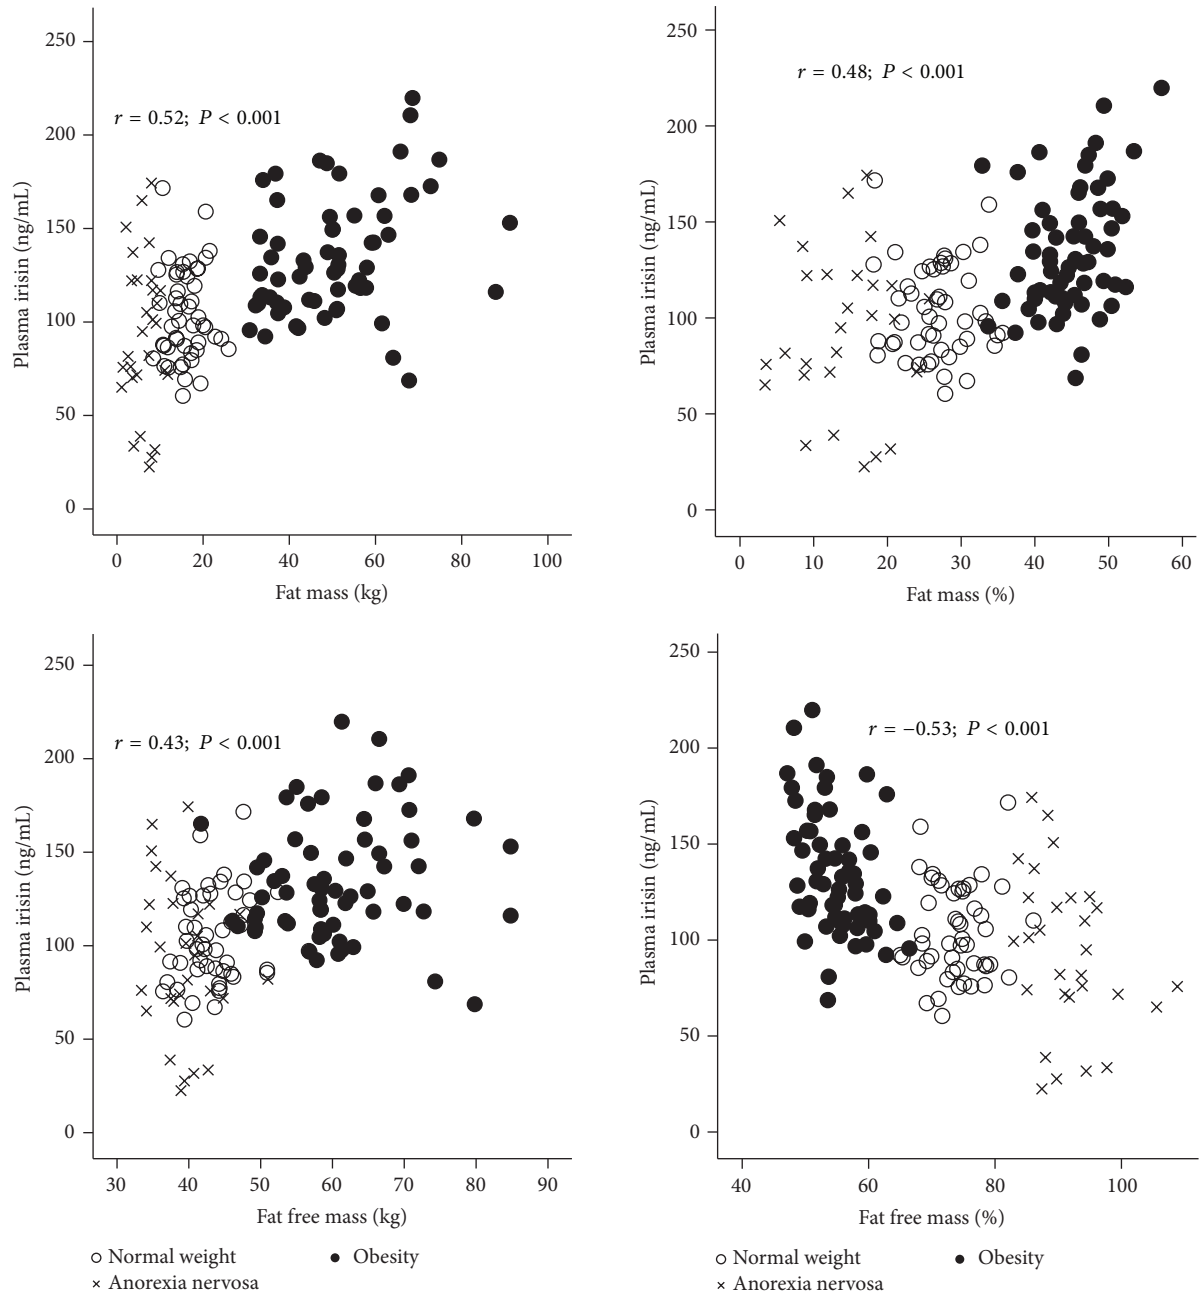 250
200
150
100
50
0
Plasma irisin (ng/mL)
r = 0.52; P < 0.001
0 20 40 60 80 100
Fat mass (kg)
250
200
150
100
50
0
Plasma irisin (ng/mL)
r = 0.48; P < 0.001
0 10 20 30 40 50 60
Fat mass (%)
250
200
150
100
50
0
Plasma irisin (ng/mL)
r = 0.43; P < 0.001
30 40 50 60 70 80 90
Fat free mass (kg)
Normal weight Obesity
Anorexia nervosa
250
200
150
100
50
0
Plasma irisin (ng/mL)
r = −0.53; P < 0.001
40 60 80 100
Fat free mass (%)
Normal weight Obesity
Anorexia nervosa